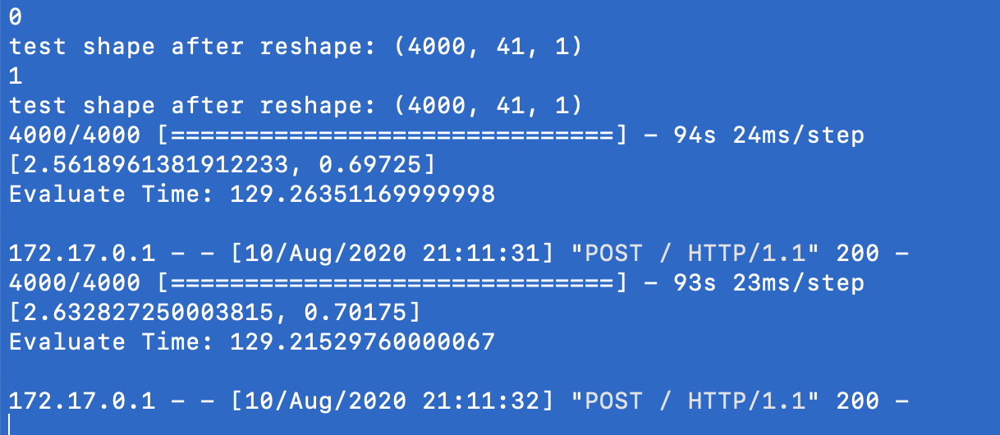 0
test shape after reshape: (4000, 41, 1)
1
test shape after reshape: (4000, 41, 1)
4000/4000 [==============================] - 94s 24ms/step
[2.5618961381912233, 0.69725]
Evaluate Time: 129.26351169999998
172.17.0.1 - - [10/Aug/2020 21:11:31] "POST / HTTP/1.1" 200 -
4000/4000 [==============================] - 93s 23ms/step
[2.632827250003815, 0.70175]
Evaluate Time: 129.21529760000067
172.17.0.1 - - [10/Aug/2020 21:11:32] "POST / HTTP/1.1" 200 -